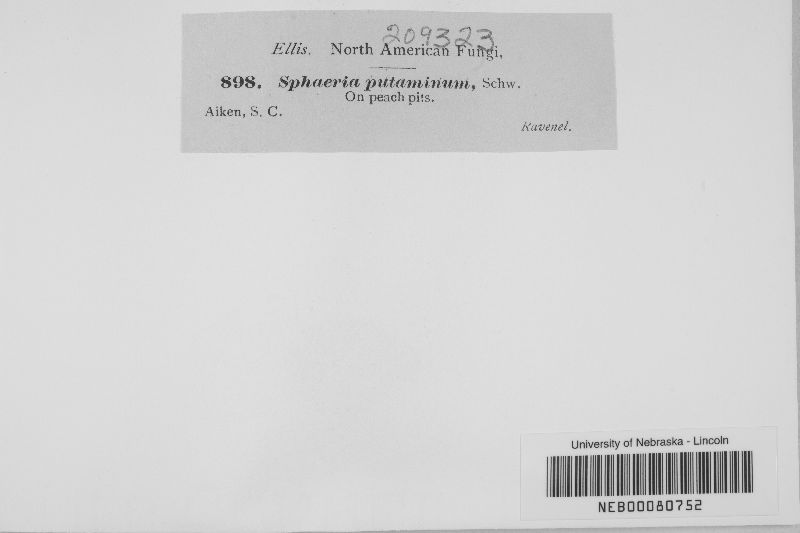 209323
Ellis. North American Fungi,
898. Sphaeria putaminum, Schw.
On peach pits.
Aiken, S. C.
Ravenel.
University of Nebraska - Lincoln
NEB00080752